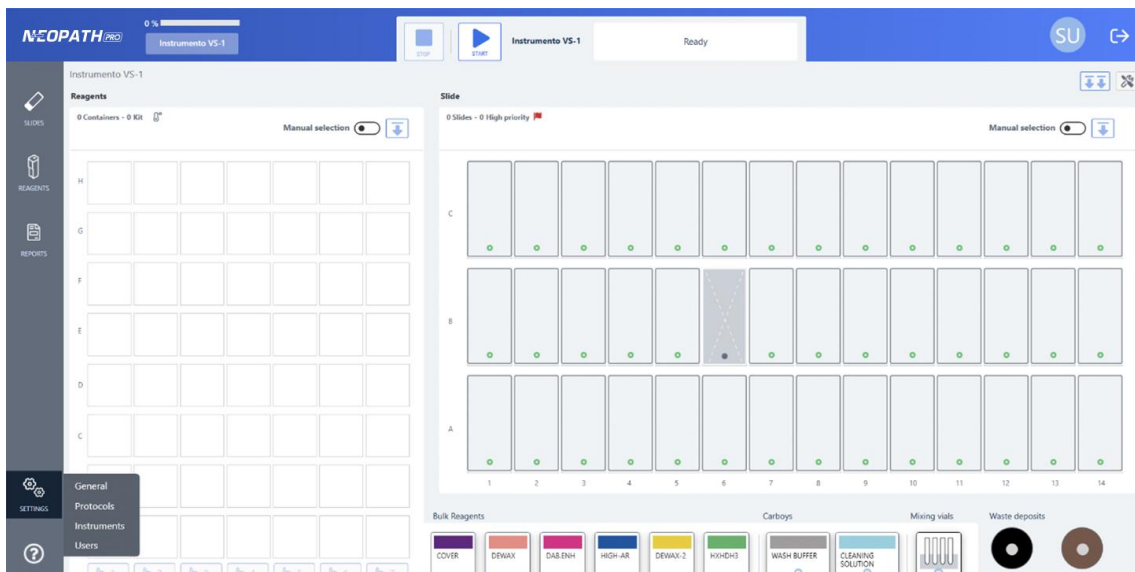 NEOPATH PRO
0 %
Instrumento VS-1
STOP
START
Instrumento VS-1
Ready
SU
SLIDES
REAGENTS
REPORTS
SETTINGS
General
Protocols
Instruments
Users
Instrumento VS-1
Reagents
0 Containers - 0 Kit
Manual selection
H
G
F
E
D
C
Slide
0 Slides - 0 High priority
Manual selection
C
B
A
1 2 3 4 5 6 7 8 9 10 11 12 13 14
Bulk Reagents
Carboys
Mixing vials
Waste deposits
COVER
DEWAX
DAB.ENH
HIGH-AR
DEWAX-2
HXHDH3
WASH BUFFER
CLEANING
SOLUTION